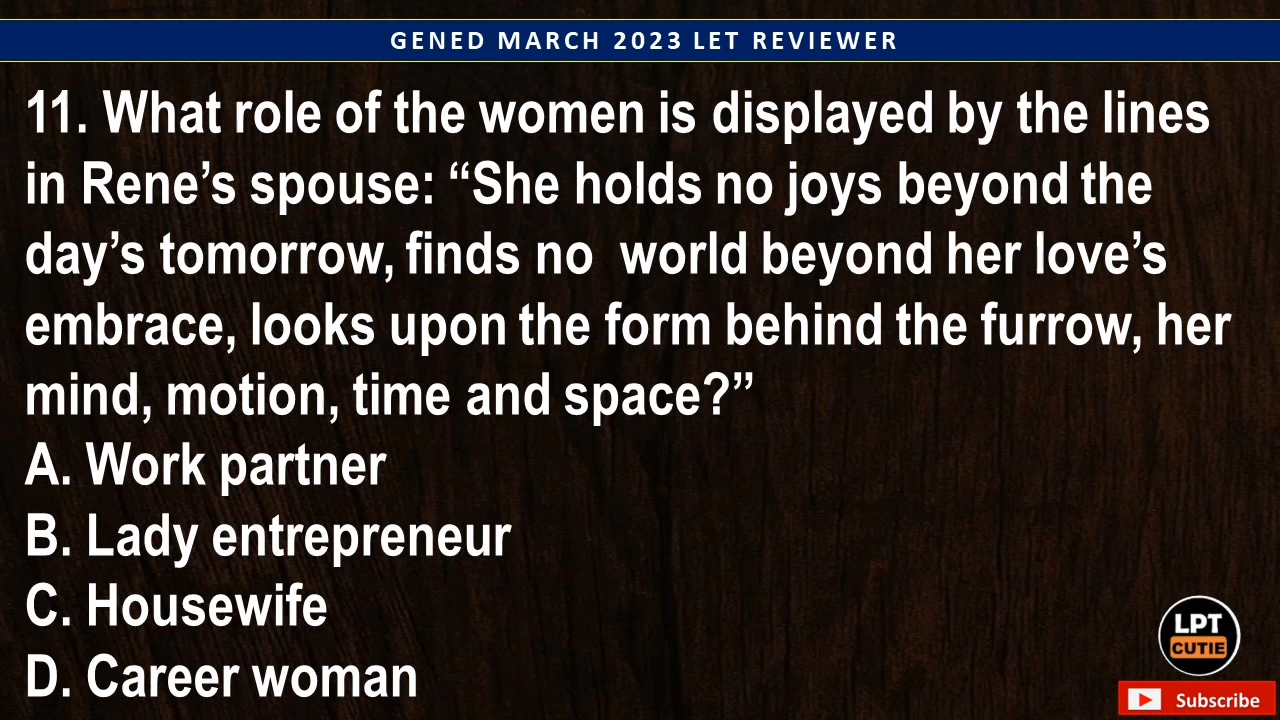 GENED MARCH 2023 LET REVIEWER
11. What role of the women is displayed by the lines
in Rene’s spouse: “She holds no joys beyond the
day’s tomorrow, finds no  world beyond her love’s
embrace, looks upon the form behind the furrow, her
mind, motion, time and space?”
A. Work partner
B. Lady entrepreneur
C. Housewife
D. Career woman
LPT
CUTIE
Subscribe